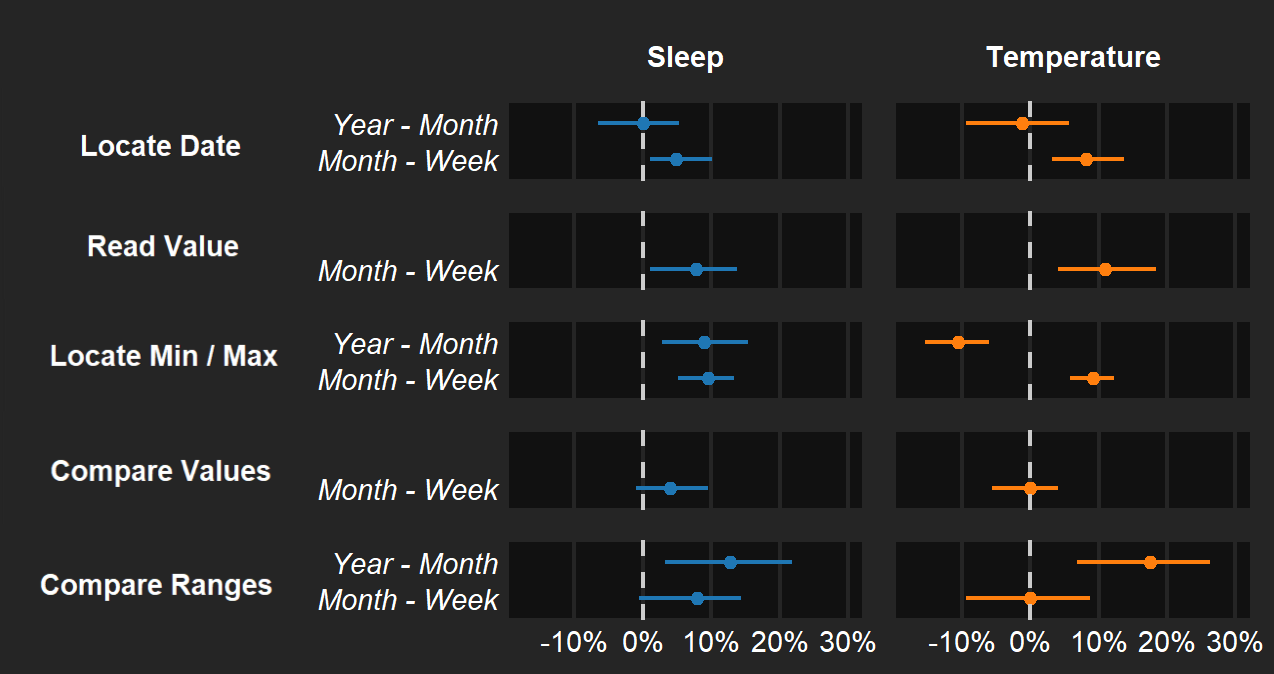 Sleep Temperature
Locate Date
Year - Month
Month - Week
Read Value
Month - Week
Locate Min / Max
Year - Month
Month - Week
Compare Values
Month - Week
Compare Ranges
Year - Month
Month - Week
-10% 0% 10% 20% 30% -10% 0% 10% 20% 30%